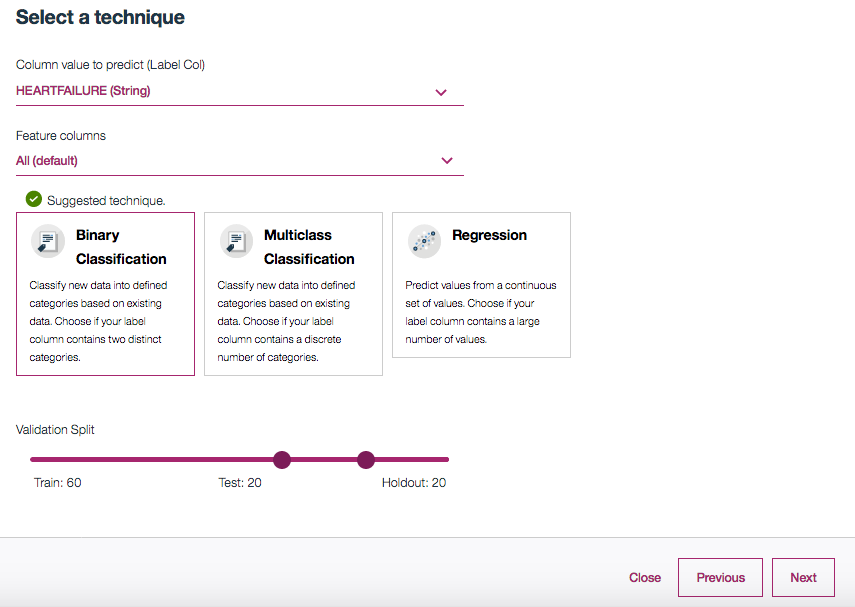 Select a technique
Column value to predict (Label Col)
HEARTFAILURE (String)
Feature columns
All (default)
Suggested technique.
Binary
Classification
Classify new data into defined
categories based on existing
data. Choose if your label
column contains two distinct
categories.
Multiclass
Classification
Classify new data into defined
categories based on existing
data. Choose if your label
column contains a discrete
number of categories.
Regression
Predict values from a continuous
set of values. Choose if your
label column contains a large
number of values.
Validation Split
Train: 60 Test: 20 Holdout: 20
Close Previous Next